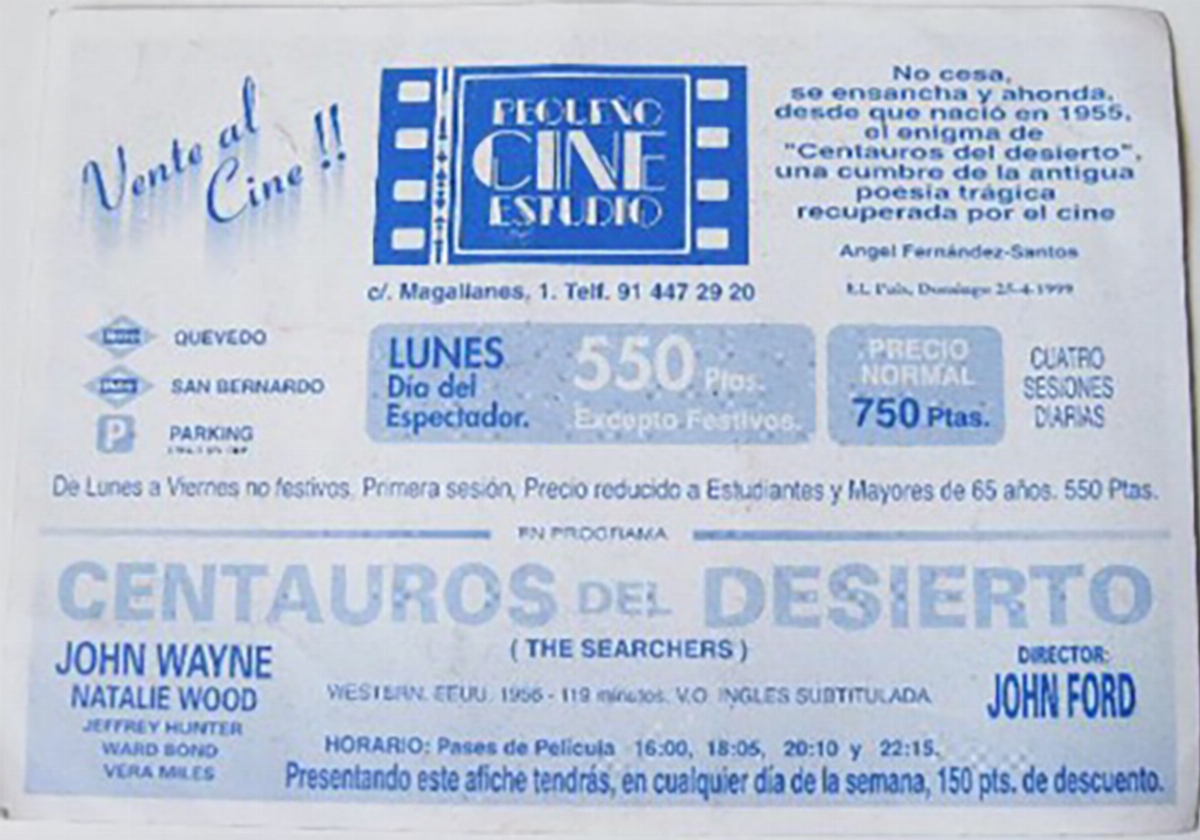 Vente al
Cine !!
PEQUEÑO
CINE
ESTUDIO
c/. Magallanes, 1. Telf. 91 447 29 20
No cesa,
se ensancha y ahonda,
desde que nació en 1955,
el enigma de
"Centauros del desierto",
una cumbre de la antigua
poesía trágica
recuperada por el cine
Angel Fernández-Santos
EL País, Domingo 25-4-1999
QUEVEDO
SAN BERNARDO
P PARKING
LUNES
Día del
Espectador.
550 Ptas.
Excepto Festivos.
PRECIO
NORMAL
750 Ptas.
CUATRO
SESIONES
DIARIAS
De Lunes a Viernes no festivos, Primera sesión, Precio reducido a Estudiantes y Mayores de 65 años. 550 Ptas.
EN PROGRAMA
CENTAUROS DEL DESIERTO
( THE SEARCHERS )
JOHN WAYNE
NATALIE WOOD
JEFFREY HUNTER
WARD BOND
VERA MILES
WESTERN. EEUU. 1956 - 119 minutos. V.O. INGLES SUBTITULADA
DIRECTOR:
JOHN FORD
HORARIO: Pases de Película 16:00, 18:05, 20:10 y 22:15.
Presentando este afiche tendrás, en cualquier día de la semana, 150 pts. de descuento.